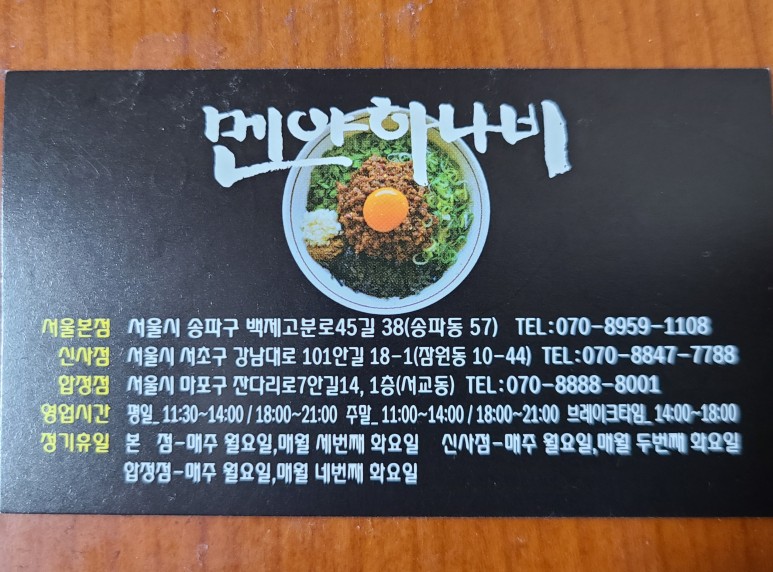 멘야하나비
서울본점 서울시 송파구 백제고분로45길 38(송파동 57) TEL:070-8959-1108
신사점 서울시 서초구 강남대로 101안길 18-1(잠원동 10-44) TEL:070-8847-7788
합정점 서울시 마포구 잔다리로7안길14, 1층(서교동) TEL:070-8888-8001
영업시간 평일_ 11:30~14:00 / 18:00~21:00 주말_ 11:00~14:00 / 18:00~21:00 브레이크타임_ 14:00~18:00
정기휴일 본 점-매주 월요일,매월 세번째 화요일 신사점-매주 월요일,매월 두번째 화요일
합정점-매주 월요일,매월 네번째 화요일